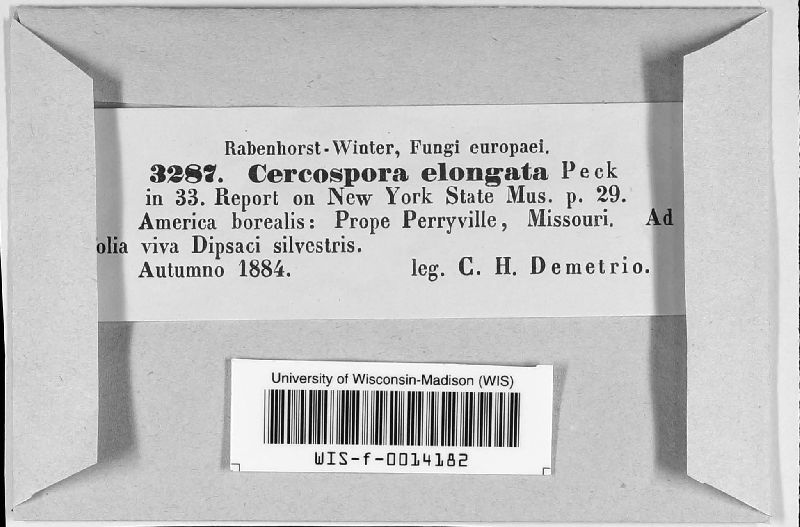 Rabenhorst-Winter, Fungi europaei.
3287. Cercospora elongata Peck
in 33. Report on New York State Mus. p. 29.
America borealis: Prope Perryville, Missouri. Ad
olia viva Dipsaci silvestris.
Autumno 1884. leg. C. H. Demetrio.
University of Wisconsin-Madison (WIS)
WIS-f-0014182